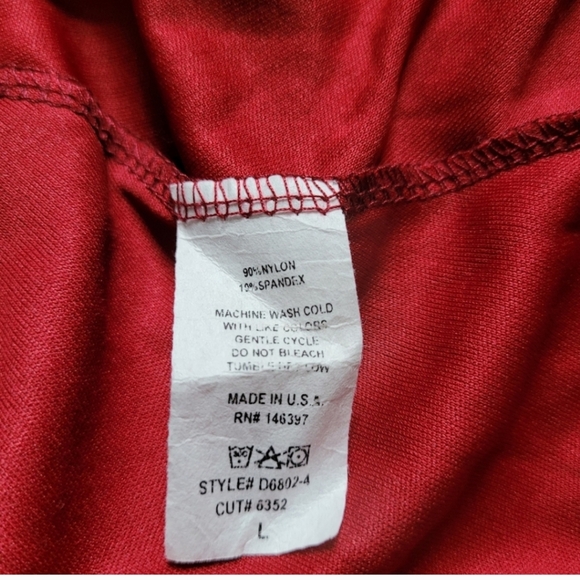 90%NYLON
10%SPANDEX
MACHINE WASH COLD
WITH LIKE COLORS
GENTLE CYCLE
DO NOT BLEACH
TUMBLE DRY LOW
MADE IN U.S.A.
RN# 146397
STYLE# D6802-4
CUT# 6352
L